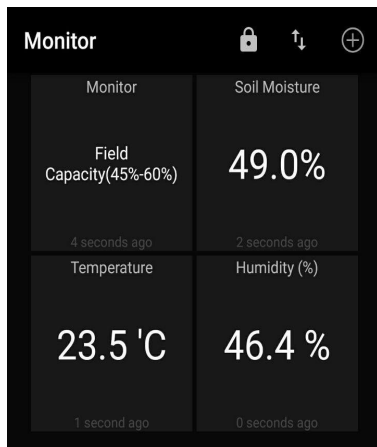 Monitor
Monitor
Soil Moisture
Field
Capacity(45%-60%)
49.0%
4 seconds ago
2 seconds ago
Temperature
Humidity (%)
23.5 'C
46.4 %
1 second ago
0 seconds ago